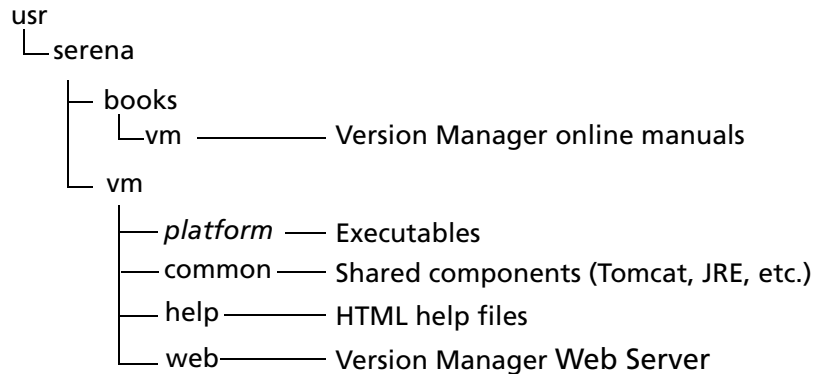 usr
serena
books
vm Version Manager online manuals
vm
platform Executables
common Shared components (Tomcat, JRE, etc.)
help HTML help files
web Version Manager Web Server